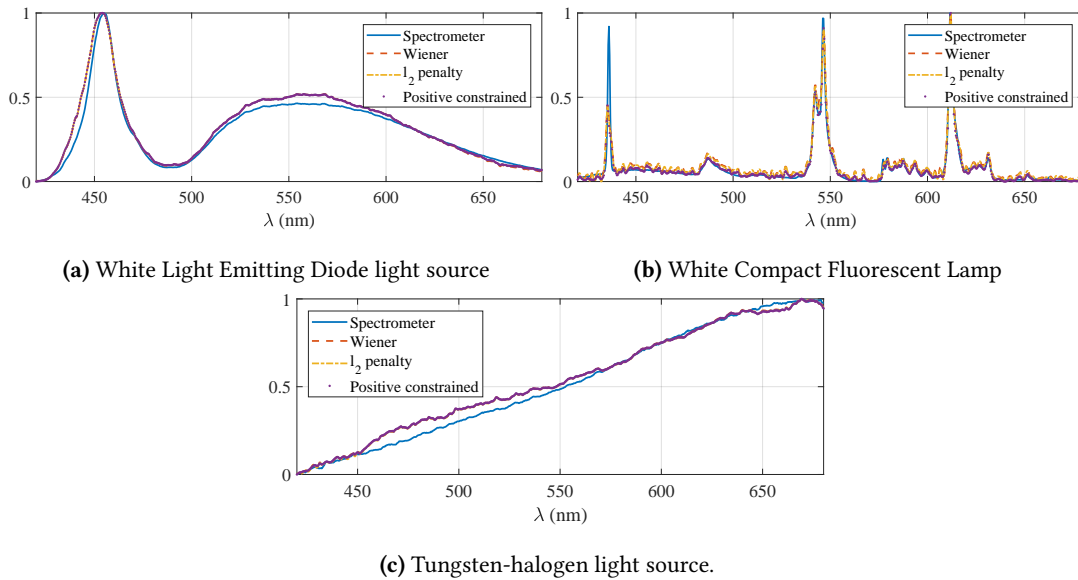 1
0.5
0
450 500 550 600 650
λ (nm)
Spectrometer
Wiener
l2 penalty
Positive constrained
(a) White Light Emitting Diode light source
1
0.5
0
450 500 550 600 650
λ (nm)
Spectrometer
Wiener
l2 penalty
Positive constrained
(b) White Compact Fluorescent Lamp
1
0.5
0
450 500 550 600 650
λ (nm)
Spectrometer
Wiener
l2 penalty
Positive constrained
(c) Tungsten-halogen light source.